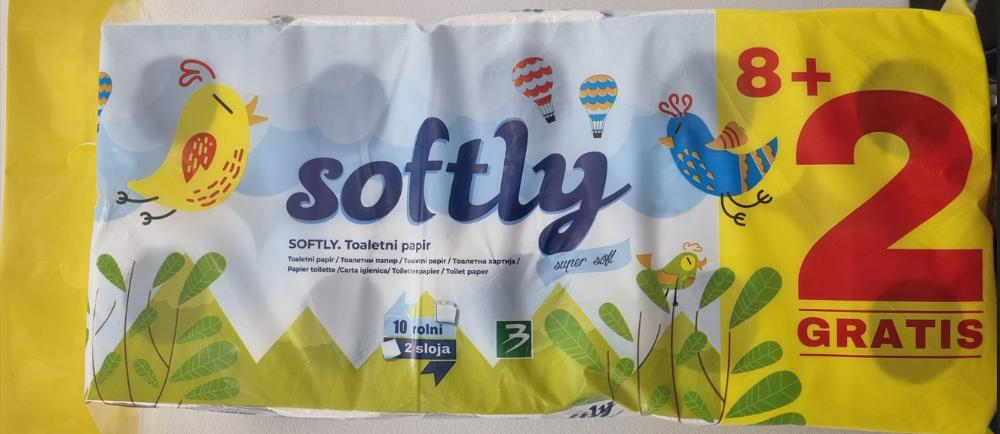 8+
2
GRATIS
softly
SOFTLY. Toaletni papir
Toaletni papir / Тоалетни папир / Toaletni papir / Тоалетна хартија /
Papier toilette /Carta igienica/ Toilettenpapier / Toilet paper
super soft
10 rolni
2 sloja